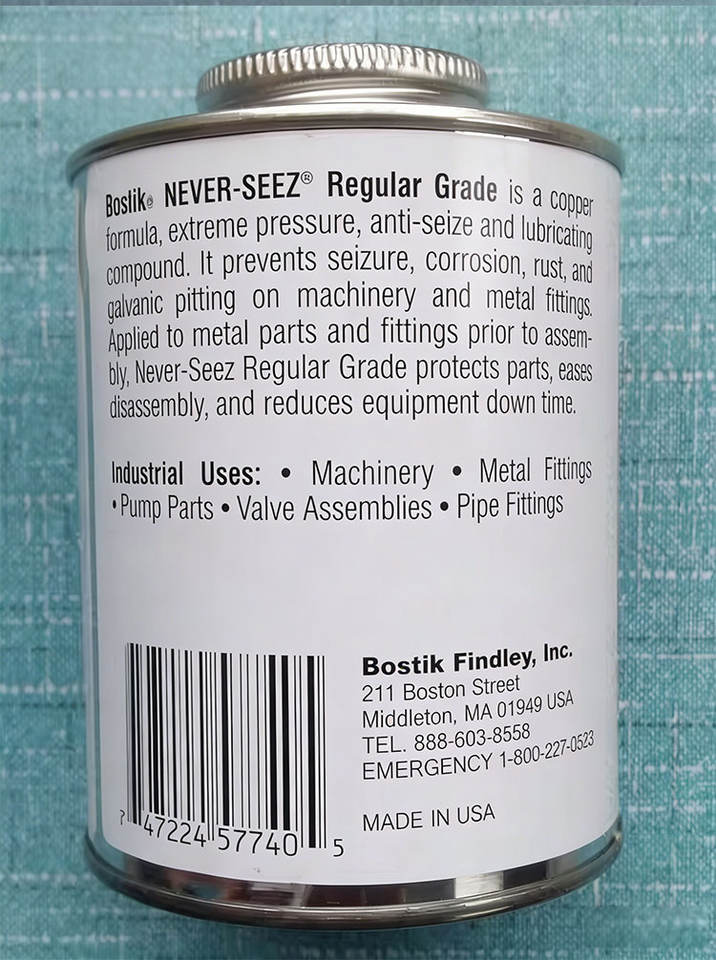 Bostik® NEVER-SEEZ® Regular Grade is a copper
formula, extreme pressure, anti-seize and lubricating
compound. It prevents seizure, corrosion, rust, and
galvanic pitting on machinery and metal fittings.
Applied to metal parts and fittings prior to assem-
bly, Never-Seez Regular Grade protects parts, eases
disassembly, and reduces equipment down time.
Industrial Uses: • Machinery • Metal Fittings
• Pump Parts • Valve Assemblies • Pipe Fittings
Bostik Findley, Inc.
211 Boston Street
Middleton, MA 01949 USA
TEL. 888-603-8558
EMERGENCY 1-800-227-0523
MADE IN USA
7 47224 57740 5